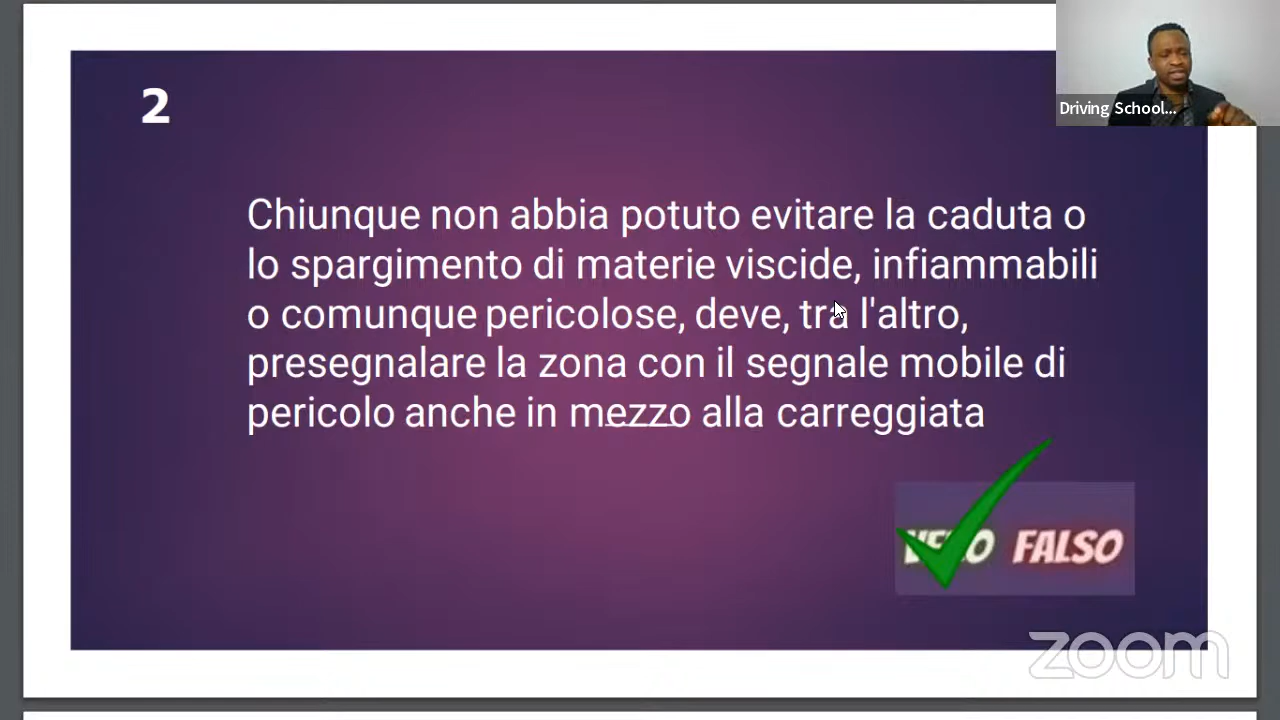 Driving School...
2
Chiunque non abbia potuto evitare la caduta o
lo spargimento di materie viscide, infiammabili
o comunque pericolose, deve, tra l'altro,
presegnalare la zona con il segnale mobile di
pericolo anche in mezzo alla carreggiata
VERO FALSO
zoom